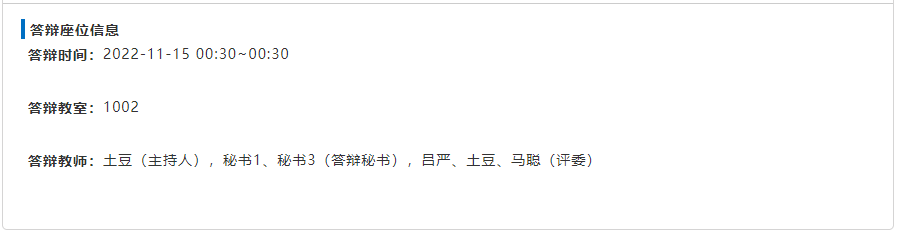 答辩座位信息
答辩时间：2022-11-15 00:30~00:30
答辩教室：1002
答辩教师：土豆（主持人），秘书1、秘书3（答辩秘书），吕严、土豆、马聪（评委）